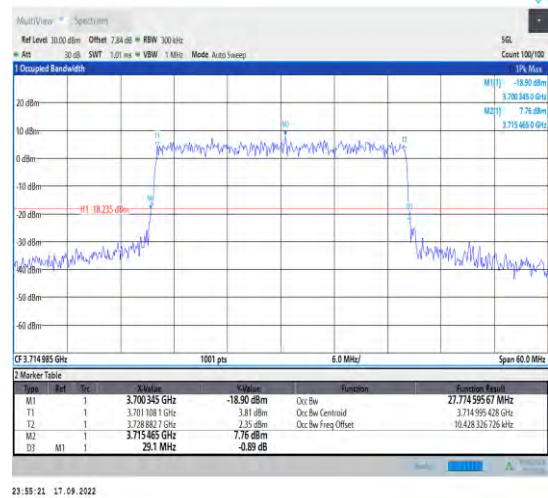 MultiView Spectrum
Ref Level 30.00 dBm Offset 7.84 dB RBW 300 kHz SGL
Att 30 dB SWT 1.01 ms VBW 1 MHz Mode Auto Sweep Count 100/100
1 Occupied Bandwidth 1Pk Max
M1[1] -18.90 dBm
3.700 345 0 GHz
M2[1] 7.76 dBm
3.715 465 0 GHz
20 dBm
10 dBm
0 dBm
-10 dBm
H1 -18.235 dBm
-20 dBm
-30 dBm
-40 dBm
-50 dBm
-60 dBm
CF 3.714 985 GHz 1001 pts 6.0 MHz/ Span 60.0 MHz
2 Marker Table
Type Ref Trc X-Value Y-Value Function Function Result
M1 1 3.700 345 GHz -18.90 dBm Occ Bw 27.774 595 67 MHz
T1 1 3.701 108 1 GHz 3.81 dBm Occ Bw Centroid 3.714 995 428 GHz
T2 1 3.728 882 7 GHz 2.35 dBm Occ Bw Freq Offset 10.428 326 726 kHz
M2 1 3.715 465 GHz 7.76 dBm
D3 M1 1 29.1 MHz -0.89 dB
23:55:21 17.09.2022